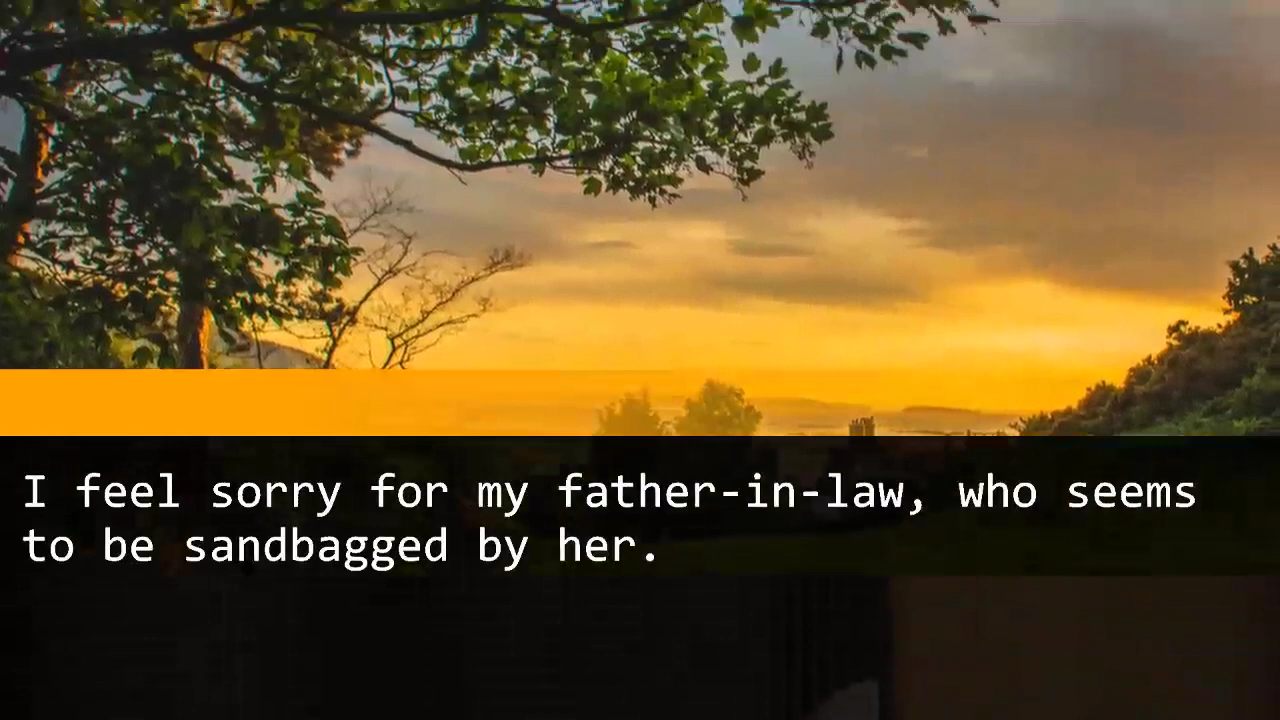 I feel sorry for my father-in-law, who seems
to be sandbagged by her.